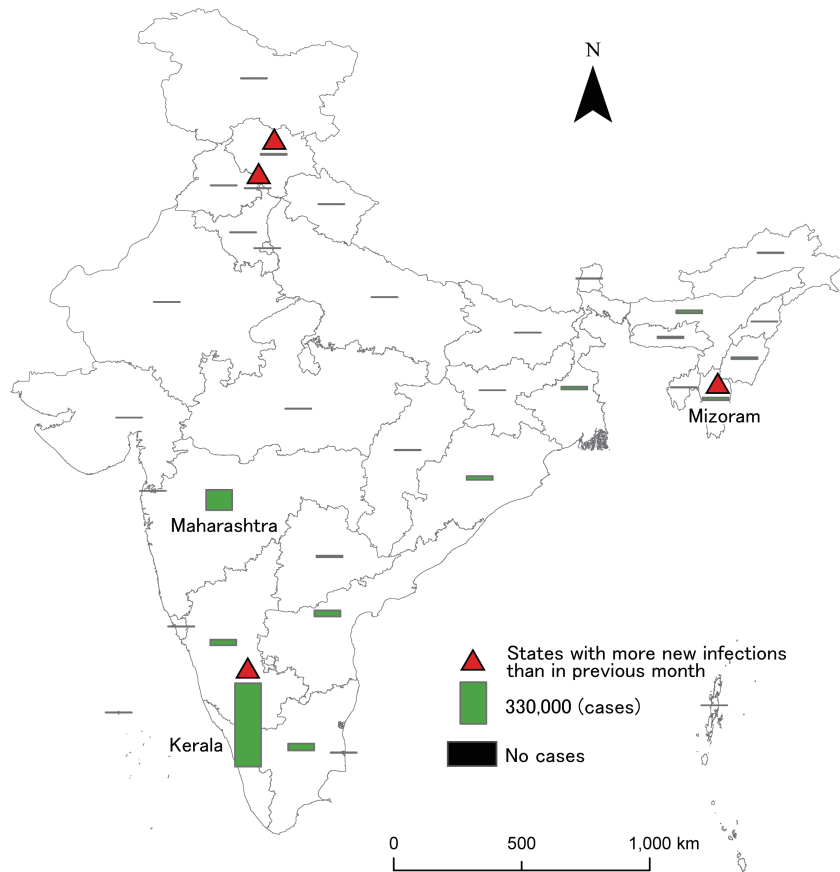 N
Mizoram
Maharashtra
States with more new infections
than in previous month
330,000 (cases)
Kerala
No cases
0 500 1,000 km